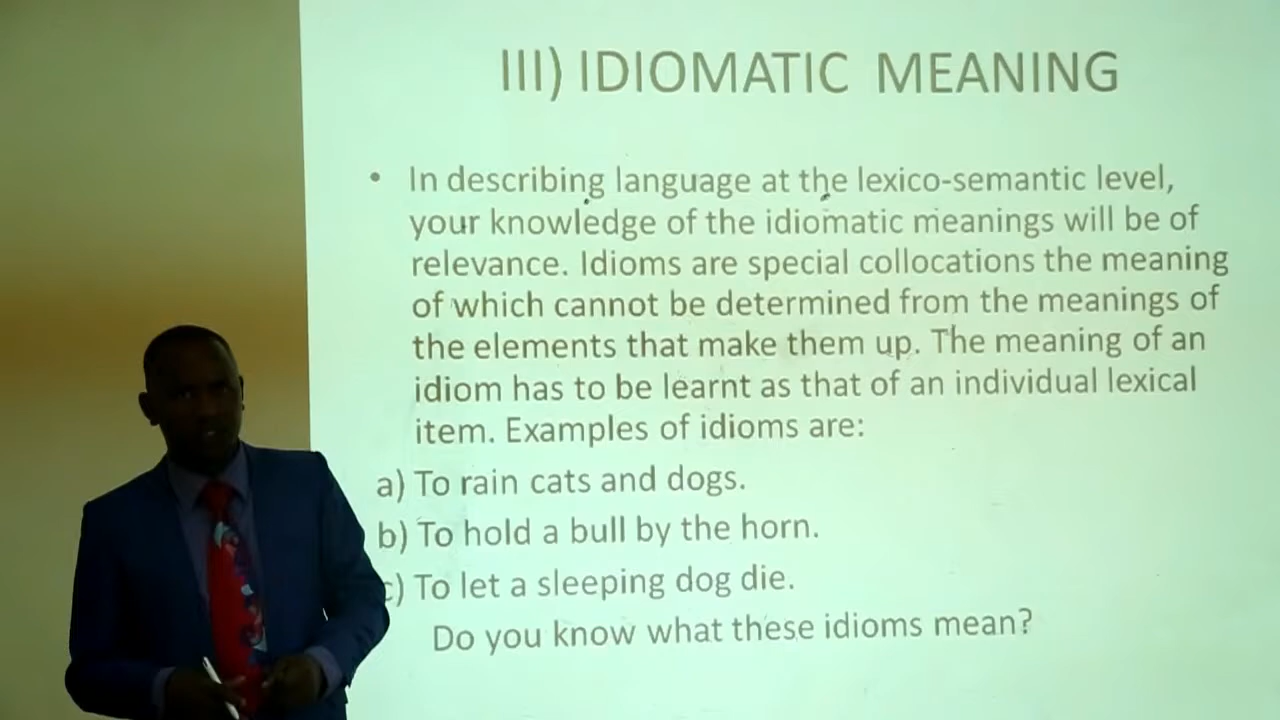 III) IDIOMATIC MEANING
• In describing language at the lexico-semantic level,
your knowledge of the idiomatic meanings will be of
relevance. Idioms are special collocations the meaning
of which cannot be determined from the meanings of
the elements that make them up. The meaning of an
idiom has to be learnt as that of an individual lexical
item. Examples of idioms are:
a) To rain cats and dogs.
b) To hold a bull by the horn.
c) To let a sleeping dog die.
Do you know what these idioms mean?